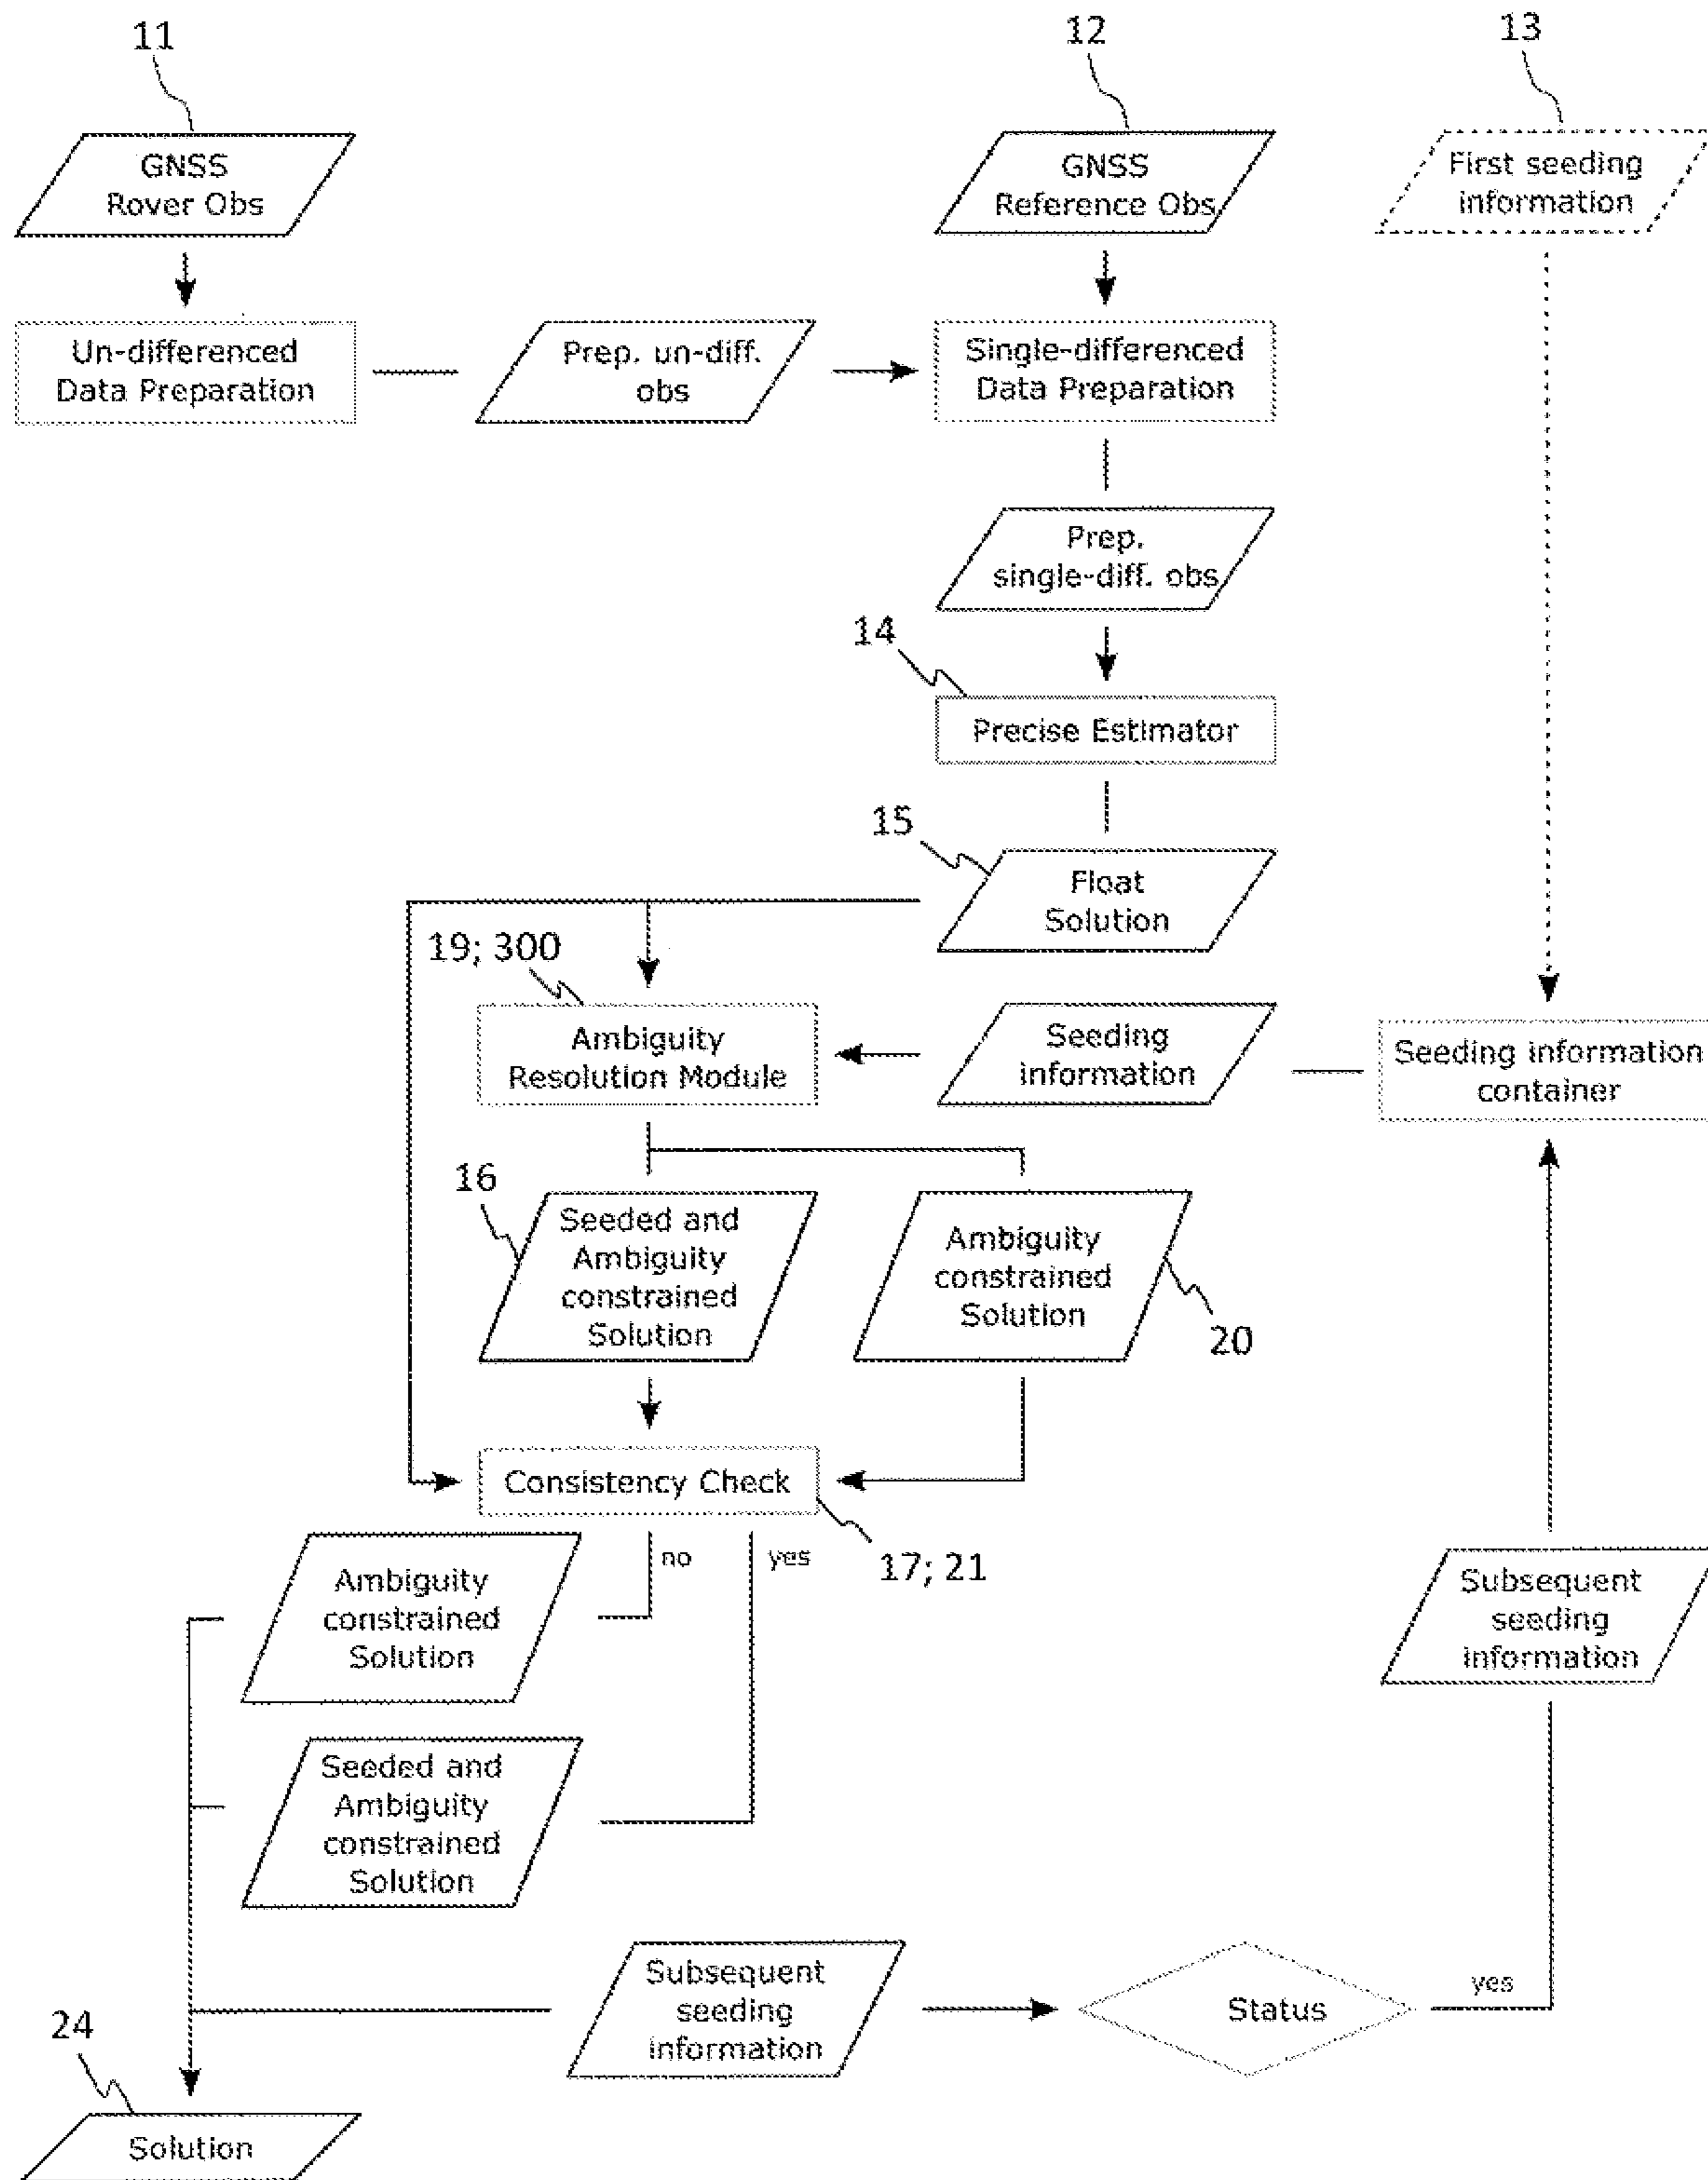 11
12
13
GNSS
Rover Obs
GNSS
Reference Obs
First seeding
information
Un-differenced
Data Preparation
Prep. un-diff.
obs
Single-differenced
Data Preparation
Prep.
single-diff. obs
14
Precise Estimator
15
Float
Solution
19; 300
Ambiguity
Resolution Module
Seeding
information
Seeding information
container
16
Seeded and
Ambiguity
constrained
Solution
Ambiguity
constrained
Solution
20
Consistency Check
17; 21
no
yes
Ambiguity
constrained
Solution
Subsequent
seeding
information
Seeded and
Ambiguity
constrained
Solution
Subsequent
seeding
information
Status
yes
24
Solution